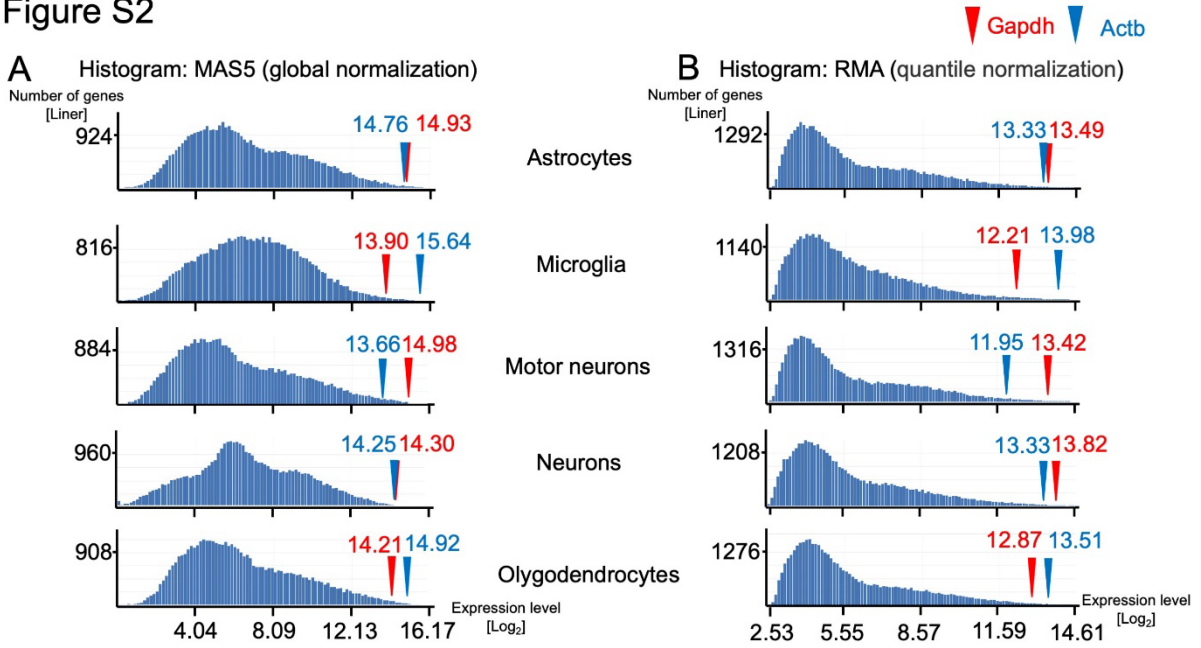 Figure S2
Gapdh Actb
A Histogram: MAS5 (global normalization)
Number of genes
[Liner]
B Histogram: RMA (quantile normalization)
Number of genes
[Liner]
924
14.76 14.93
Astrocytes
1292
13.33 13.49
816
13.90 15.64
Microglia
1140
12.21 13.98
884
13.66 14.98
Motor neurons
1316
11.95 13.42
960
14.25 14.30
Neurons
1208
13.33 13.82
908
14.21 14.92
Olygodendrocytes
1276
12.87 13.51
Expression level
[Log2]
4.04 8.09 12.13 16.17
Expression level
[Log2]
2.53 5.55 8.57 11.59 14.61